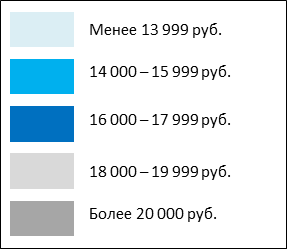 Менее 13 999 руб.
14 000 – 15 999 руб.
16 000 – 17 999 руб.
18 000 – 19 999 руб.
Более 20 000 руб.